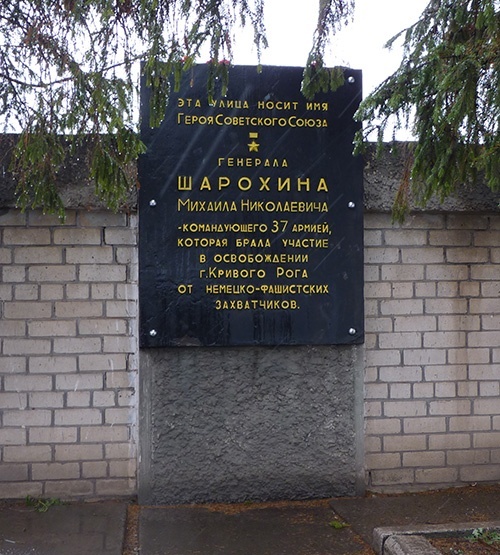 ЭТА УЛИЦА НОСИТ ИМЯ
ГЕРОЯ СОВЕТСКОГО СОЮЗА
ГЕНЕРАЛА
ШАРОХИНА
МИХАИЛА НИКОЛАЕВИЧА
-КОМАНДУЮЩЕГО 37 АРМИЕЙ,
КОТОРАЯ БРАЛА УЧАСТИЕ
В ОСВОБОЖДЕНИИ
Г. КРИВОГО РОГА
ОТ НЕМЕЦКО-ФАШИСТСКИХ
ЗАХВАТЧИКОВ.